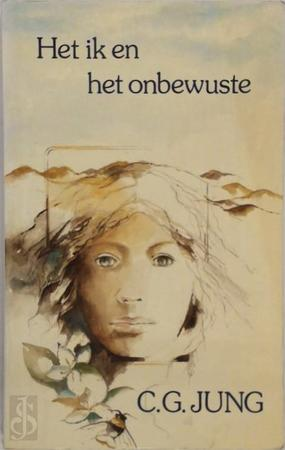 Het ik en
het onbewuste
C.G. JUNG